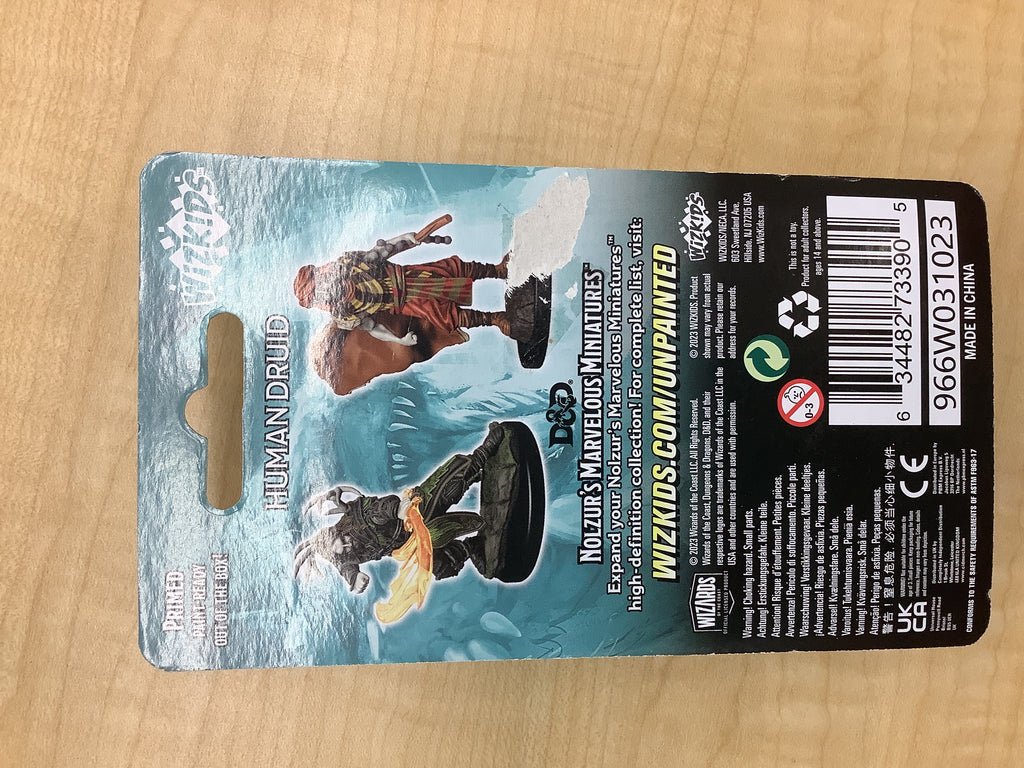 WIZKIDS
PRIMED
PAINT-READY
OUT OF THE BOX!
HUMAN DRUID
D&D®
NOLZUR'S MARVELOUS MINIATURES™
Expand your Nolzur's Marvelous Miniatures™
high-definition collection! For complete list, visit:
WIZKIDS.COM/UNPAINTED
WIZARDS
OF THE COAST
OFFICIAL LICENSED PRODUCT
© 2023 Wizards of the Coast LLC. All Rights Reserved.
Wizards of the Coast, Dungeons & Dragons, D&D, and their
respective logos are trademarks of Wizards of the Coast LLC in the
USA and other countries and are used with permission.
© 2023 WIZKIDS. Product
shown may vary from actual
product. Please retain our
address for your records.
WIZKIDS
WIZKIDS/NECA, LLC.
603 Sweetland Ave.
Hillside, NJ 07205 USA
www.WizKids.com
Warning! Choking hazard. Small parts.
Achtung! Erstickungsgefahr. Kleine teile.
Attention! Risque d'étouffement. Petites pièces.
Avvertenza! Pericolo di soffocamento. Piccole parti.
Waarschuwing! Verstikkingsgevaar. Kleine deeltjes.
¡Advertencia! Riesgo de asfixia. Piezas pequeñas.
Advarsel! Kvælningsfare. Små dele.
Varoitus! Tukehtumisvaara. Pieniä osia.
Varning! Kvävningsrisk. Små delar.
Atenção! Perigo de asfixia. Peças pequenas.
警告！窒息危险，必须当心细小物件.
0-3
This is not a toy.
Product for adult collectors,
ages 14 and above.
6 34482 73390 5
966W031023
MADE IN CHINA
UK
CA
CE
CONFORMS TO THE SAFETY REQUIREMENTS OF ASTM F963-17